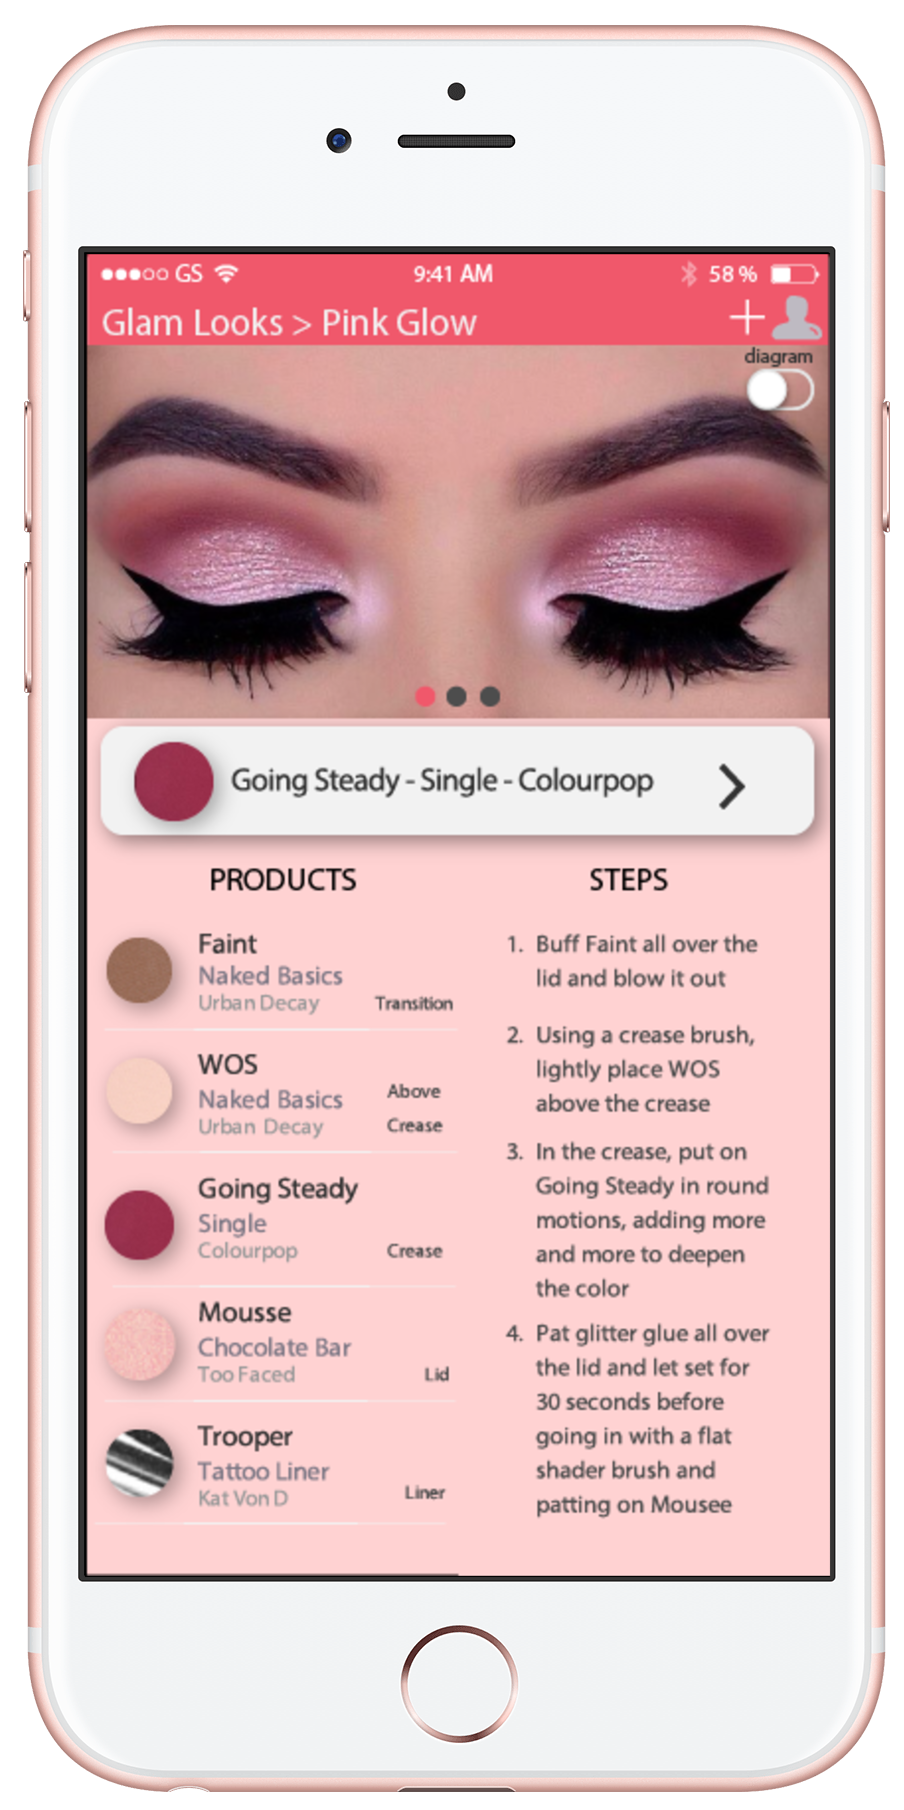 GS 9:41 AM 58 %
Glam Looks > Pink Glow
diagram
Going Steady - Single - Colourpop
PRODUCTS
Faint
Naked Basics
Urban Decay Transition
WOS
Naked Basics Above
Urban Decay Crease
Going Steady
Single
Colourpop Crease
Mousse
Chocolate Bar
Too Faced Lid
Trooper
Tattoo Liner
Kat Von D Liner
STEPS
1. Buff Faint all over the
lid and blow it out
2. Using a crease brush,
lightly place WOS
above the crease
3. In the crease, put on
Going Steady in round
motions, adding more
and more to deepen
the color
4. Pat glitter glue all over
the lid and let set for
30 seconds before
going in with a flat
shader brush and
patting on Mousee